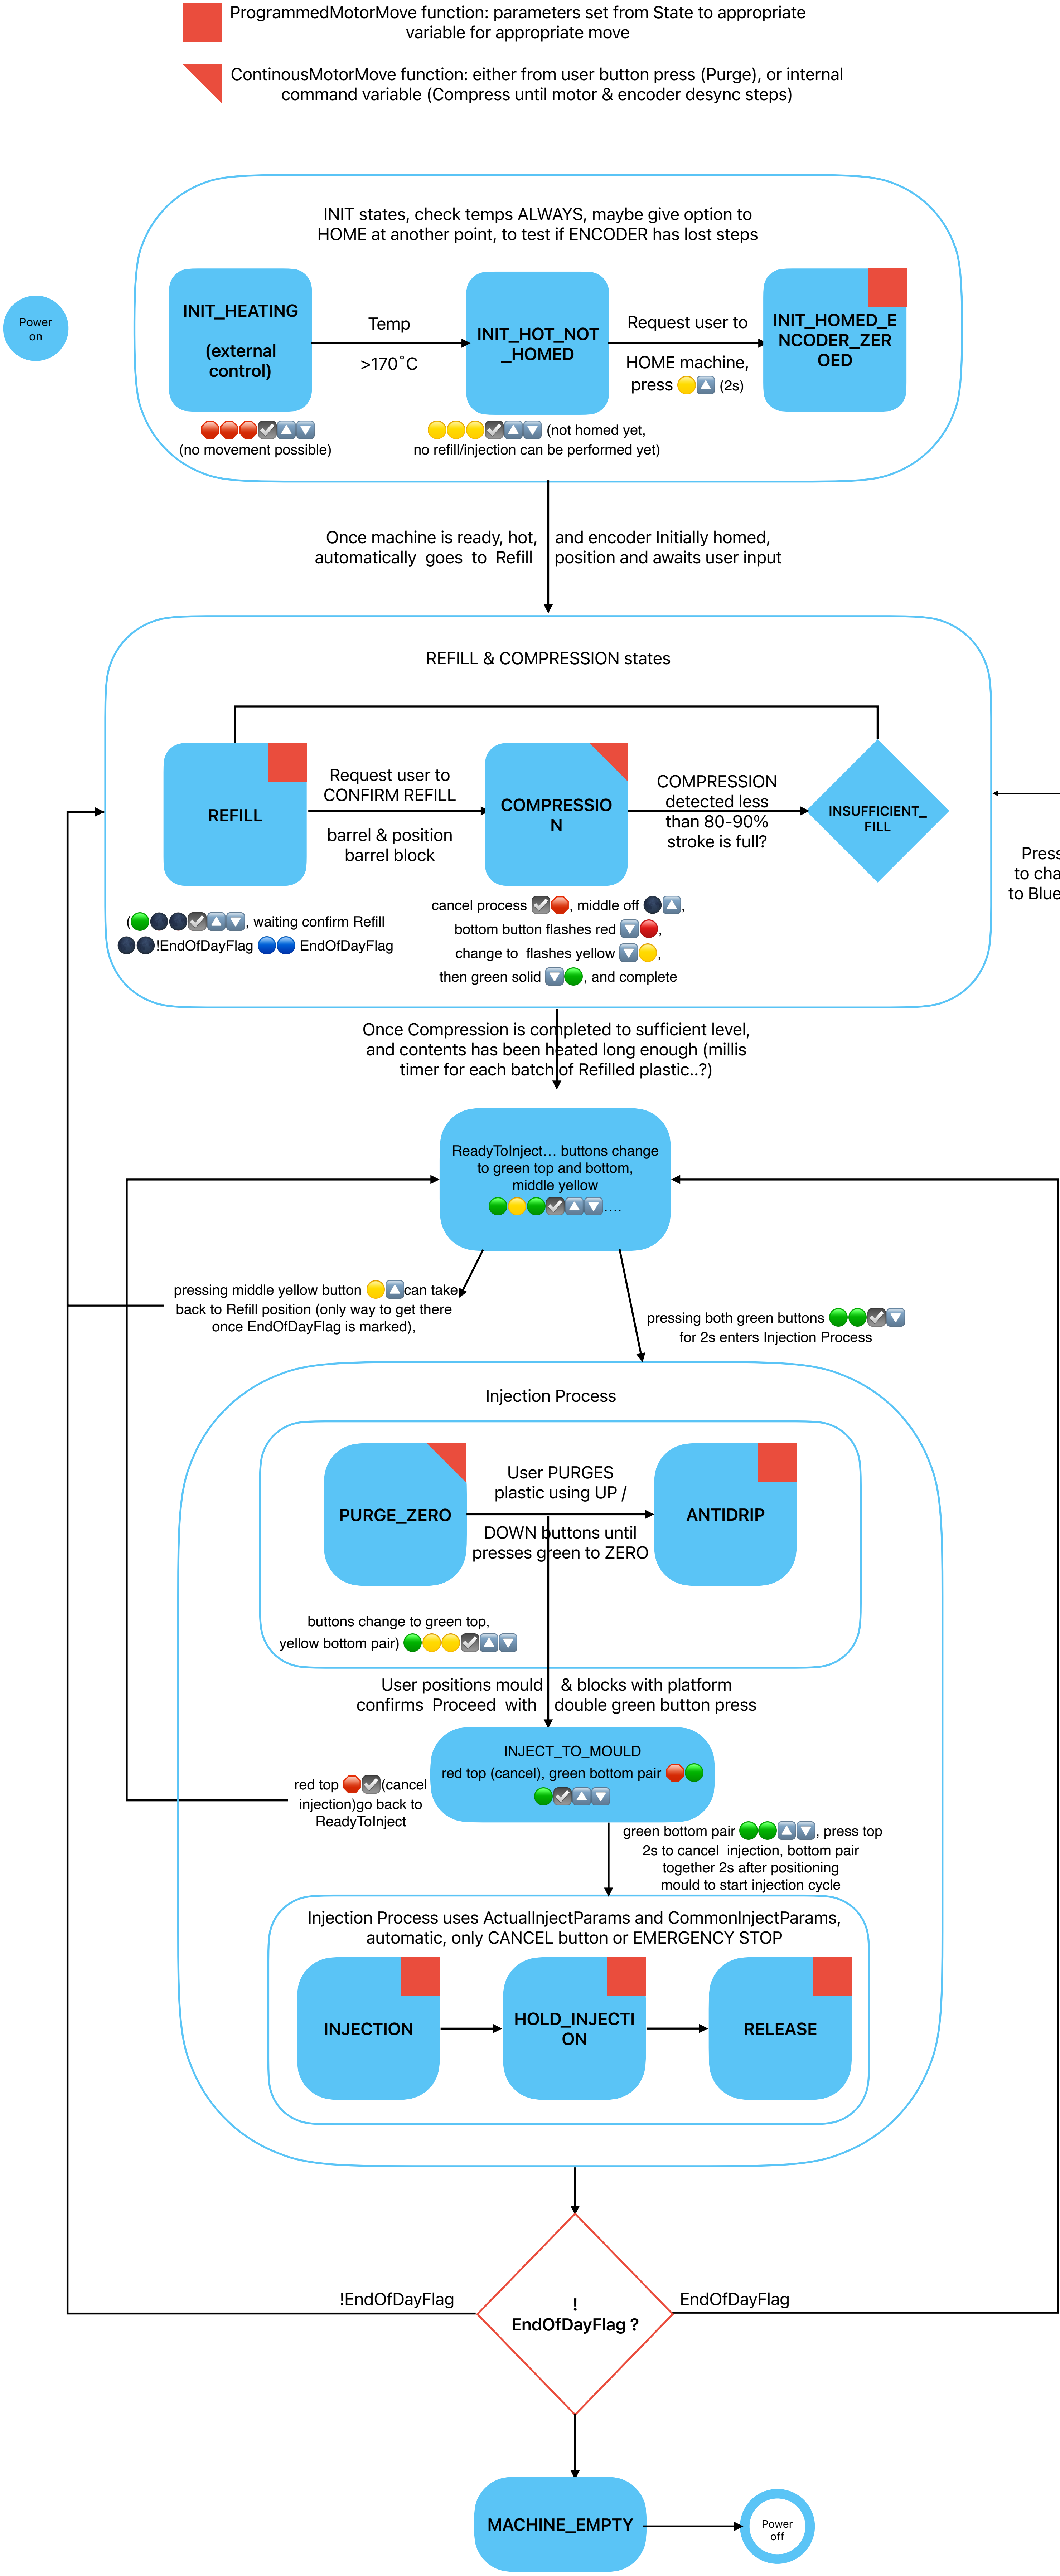 ProgrammedMotorMove function: parameters set from State to appropriate
variable for appropriate move
ContinousMotorMove function: either from user button press (Purge), or internal
command variable (Compress until motor & encoder desync steps)
INIT states, check temps ALWAYS, maybe give option to
HOME at another point, to test if ENCODER has lost steps
Power
on
INIT_HEATING
(external
control)
Temp
>170˚C
INIT_HOT_NOT
_HOMED
Request user to
HOME machine,
press 🟡🔼 (2s)
INIT_HOMED_E
NCODER_ZER
OED
🛑🛑🛑☑️🔼🔽
(no movement possible)
🟡🟡🟡☑️🔼🔽 (not homed yet,
no refill/injection can be performed yet)
Once machine is ready, hot, and encoder Initially homed,
automatically goes to Refill position and awaits user input
REFILL & COMPRESSION states
REFILL
Request user to
CONFIRM REFILL
barrel & position
barrel block
COMPRESSIO
N
COMPRESSION
detected less
than 80-90%
stroke is full?
INSUFFICIENT_
FILL
Press
to cha
to Blue
(🟢🌑🌑☑️🔼🔽, waiting confirm Refill
🌑🌑!EndOfDayFlag 🔵🔵 EndOfDayFlag
cancel process ☑️🛑, middle off 🌑🔼,
bottom button flashes red 🔽🔴,
change to flashes yellow 🔽🟡,
then green solid 🔽🟢, and complete
Once Compression is completed to sufficient level,
and contents has been heated long enough (millis
timer for each batch of Refilled plastic..?)
ReadyToInject... buttons change
to green top and bottom,
middle yellow
🟢🟡🟢☑️🔼🔽....
pressing middle yellow button 🟡🔼can take
back to Refill position (only way to get there
once EndOfDayFlag is marked),
pressing both green buttons 🟢🟢☑️🔽
for 2s enters Injection Process
Injection Process
PURGE_ZERO
User PURGES
plastic using UP /
DOWN buttons until
presses green to ZERO
ANTIDRIP
buttons change to green top,
yellow bottom pair) 🟢🟡🟡☑️🔼🔽
User positions mould & blocks with platform
confirms Proceed with double green button press
INJECT_TO_MOULD
red top (cancel), green bottom pair 🛑🟢
🟢☑️🔼🔽
red top 🛑☑️(cancel
injection)go back to
ReadyToInject
green bottom pair 🟢🟢🔼🔽, press top
2s to cancel injection, bottom pair
together 2s after positioning
mould to start injection cycle
Injection Process uses ActualInjectParams and CommonInjectParams,
automatic, only CANCEL button or EMERGENCY STOP
INJECTION
HOLD_INJECTI
ON
RELEASE
!EndOfDayFlag
!
EndOfDayFlag ?
EndOfDayFlag
MACHINE_EMPTY
Power
off